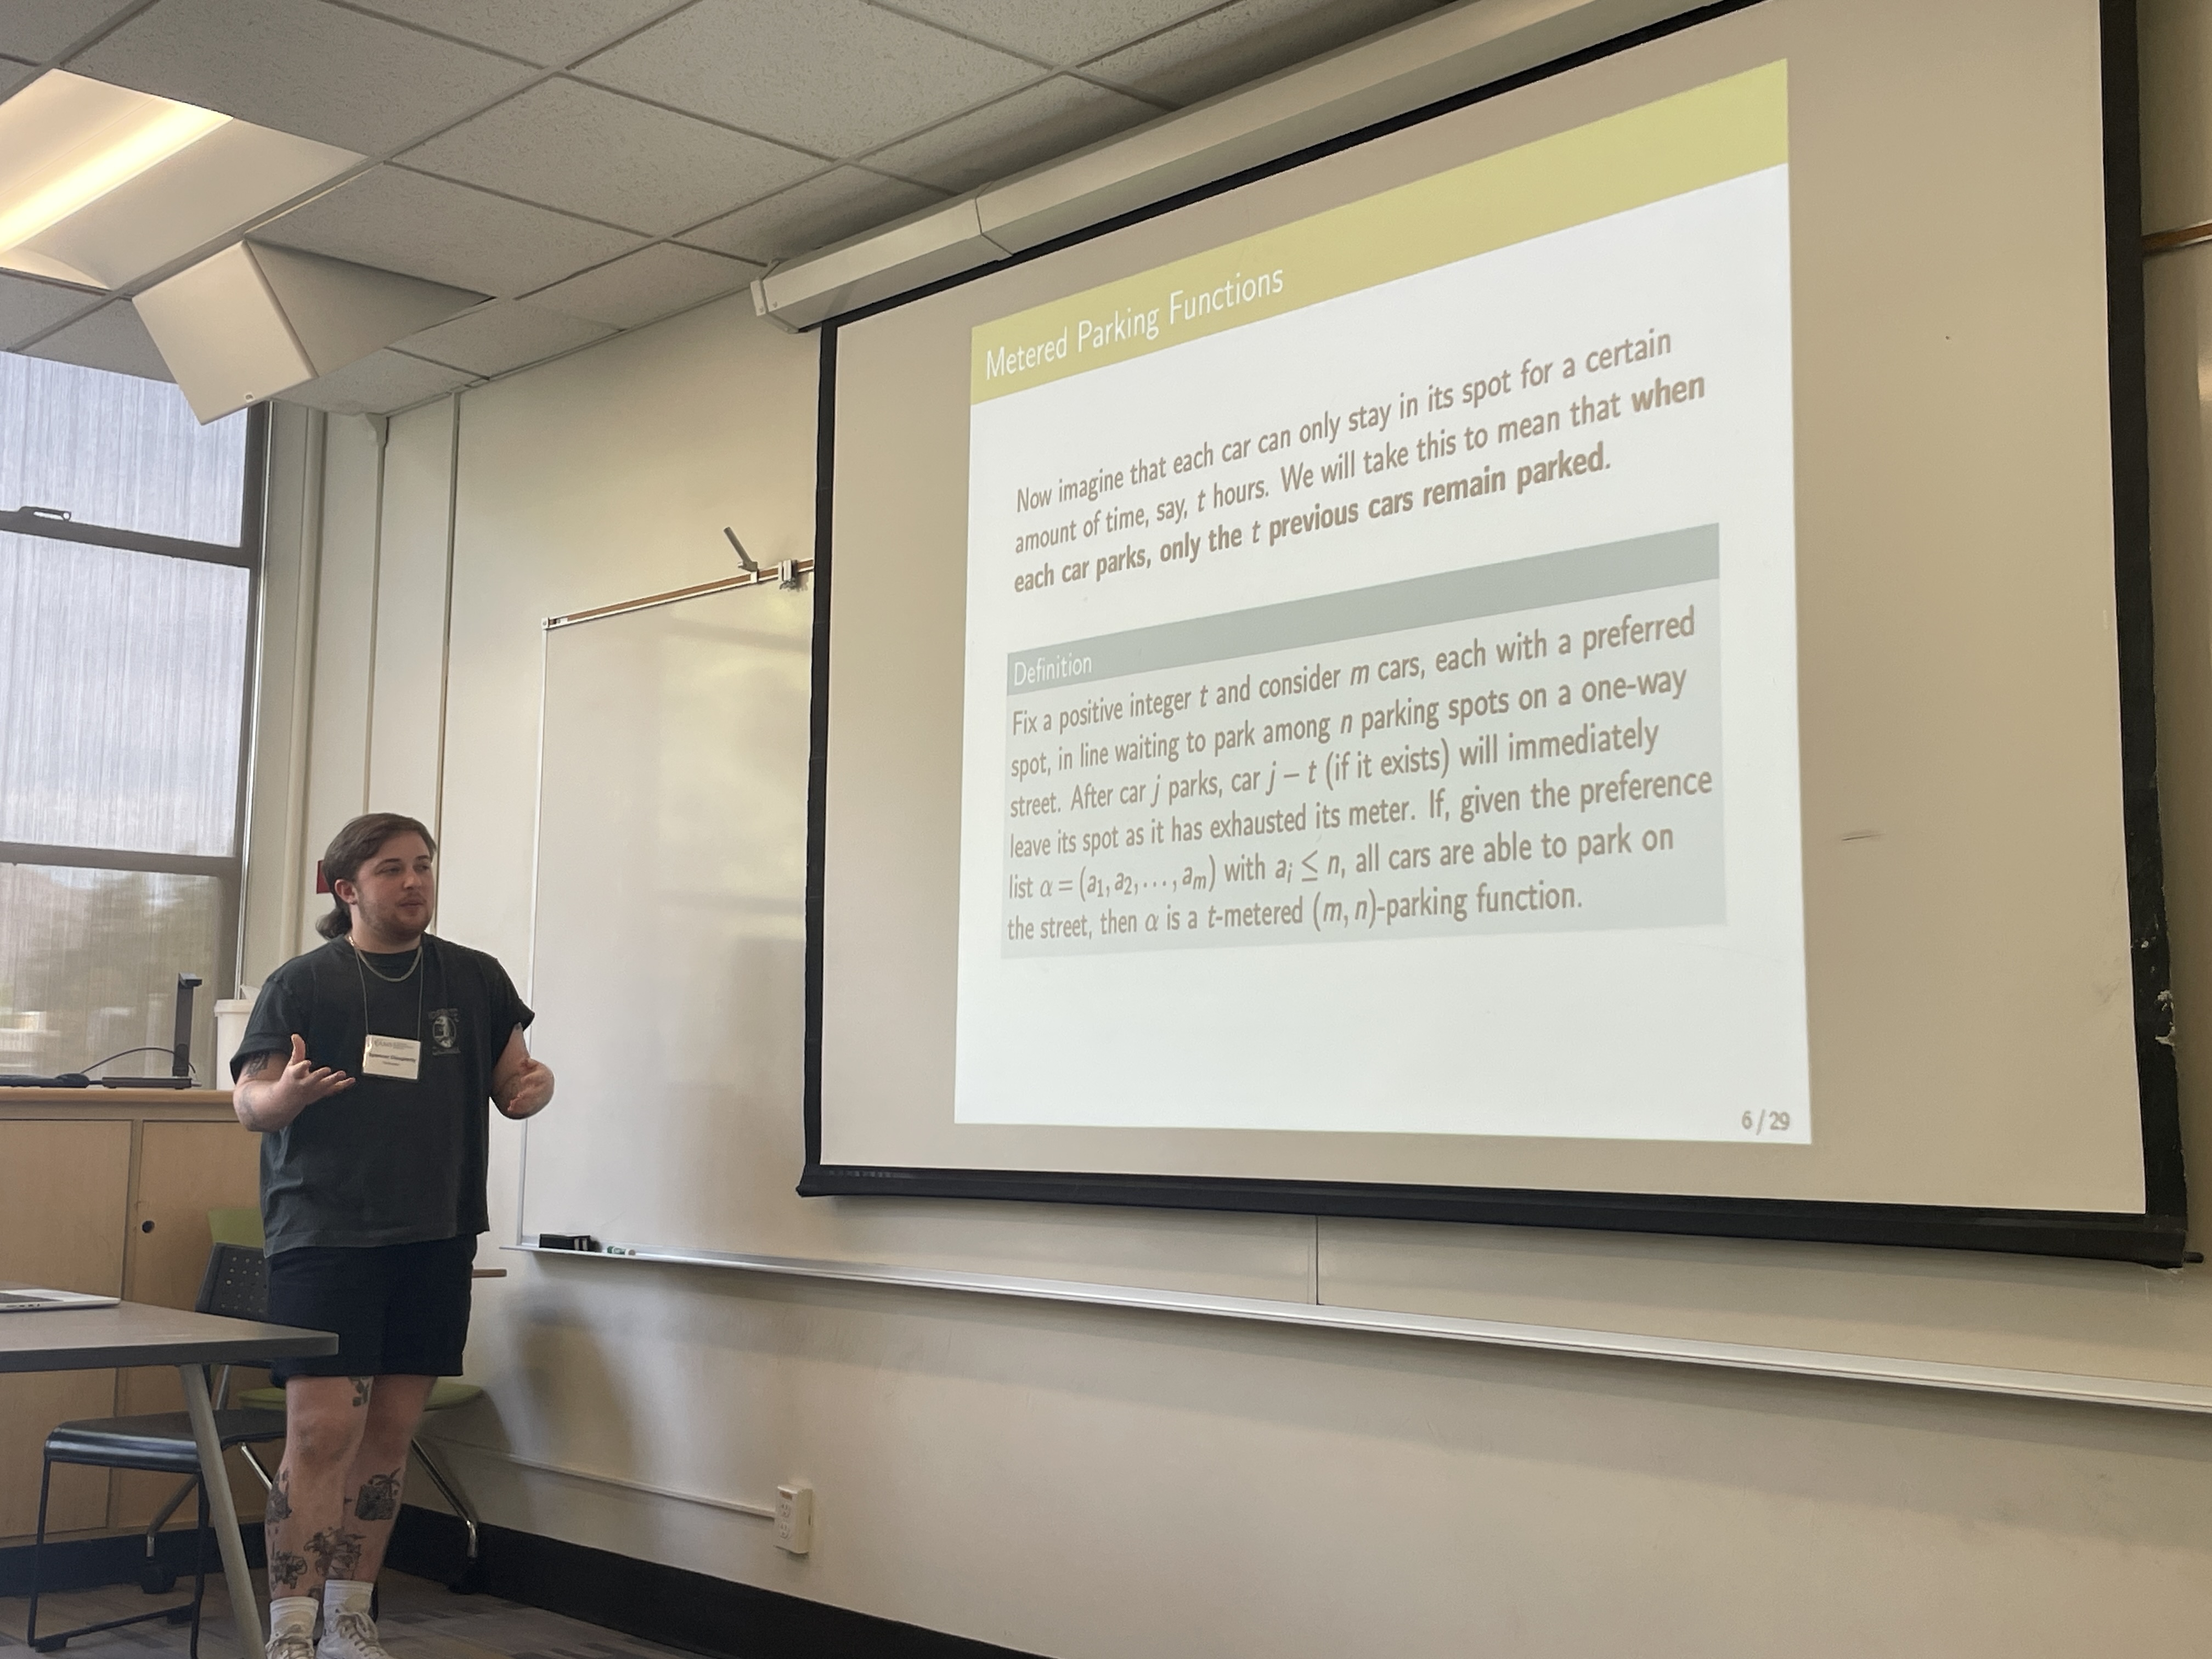 Metered Parking Functions
Now imagine that each car can only stay in its spot for a certain
amount of time, say, t hours. We will take this to mean that when
each car parks, only the t previous cars remain parked.
Definition
Fix a positive integer t and consider m cars, each with a preferred
spot, in line waiting to park among n parking spots on a one-way
street. After car j parks, car j − t (if it exists) will immediately
leave its spot as it has exhausted its meter. If, given the preference
list α = (a₁, a₂, . . . , aₘ) with aᵢ ≤ n, all cars are able to park on
the street, then α is a t-metered (m, n)-parking function.
6 / 29